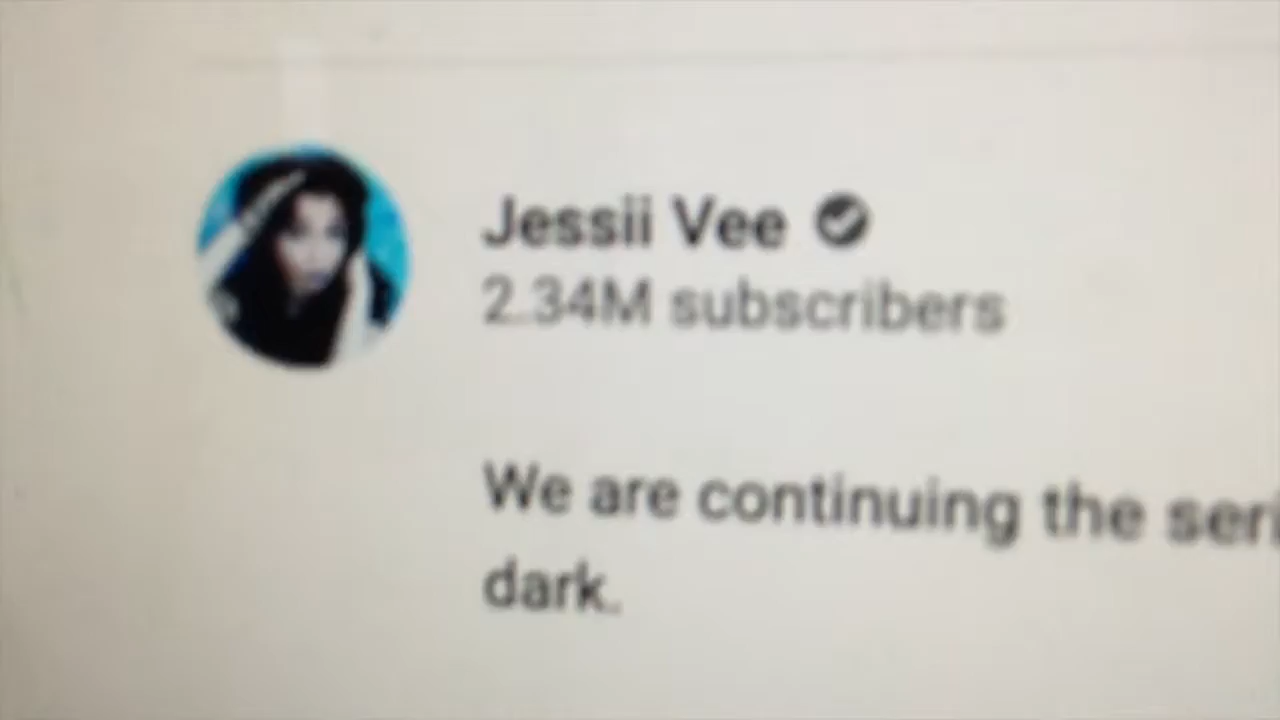 Jessii Vee
2.34M subscribers
We are continuing the
dark.